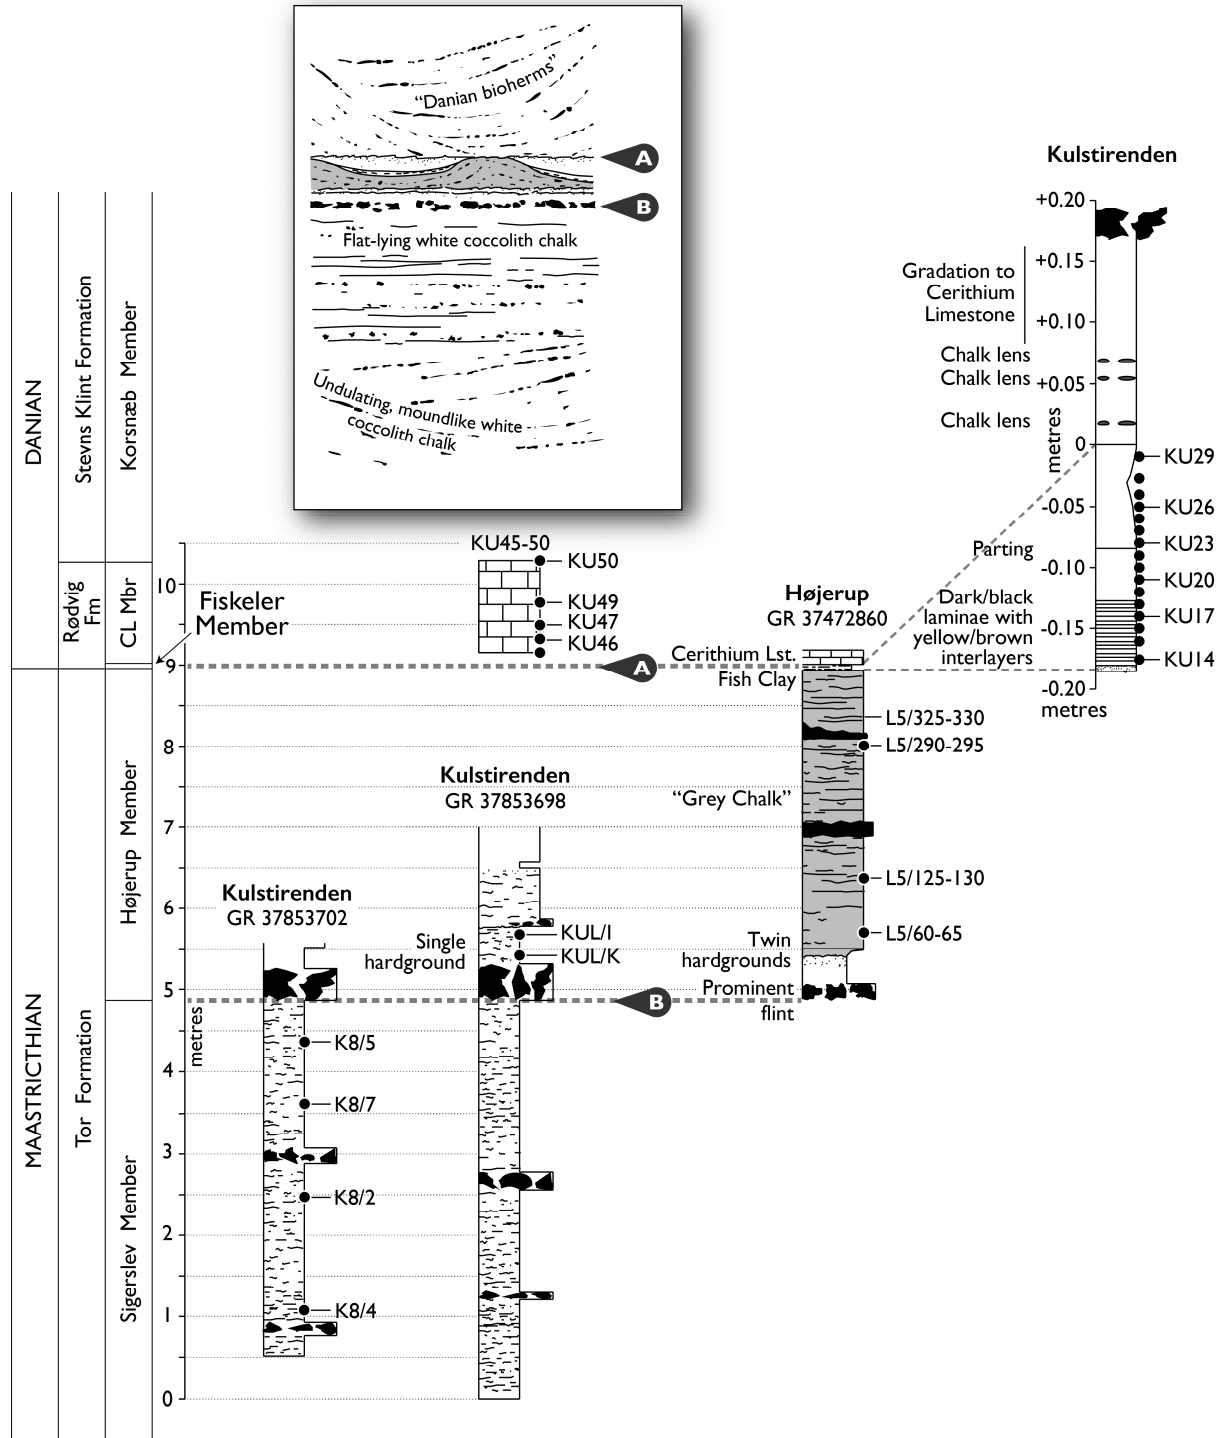 “Danian bioherms”
A
B
Flat-lying white coccolith chalk
Undulating, moundlike white
coccolith chalk
DANIAN
MAASTRICTHIAN
Stevns Klint Formation
Rødvig
Fm
Tor Formation
Korsnæb Member
CL Mbr
Højerup Member
Sigerslev Member
Fiskeler
Member
10
9
8
7
6
5
4
3
2
1
0
metres
KU45-50
KU50
KU49
KU47
KU46
A
Kulstirenden
GR 37853702
K8/5
K8/7
K8/2
K8/4
Kulstirenden
GR 37853698
Single
hardground
KUL/I
KUL/K
B
Højerup
GR 37472860
Cerithium Lst.
Fish Clay
“Grey Chalk”
Twin
hardgrounds
Prominent
flint
L5/325-330
L5/290-295
L5/125-130
L5/60-65
Kulstirenden
+0.20
+0.15
+0.10
+0.05
0
-0.05
-0.10
-0.15
-0.20
metres
metres
Gradation to
Cerithium
Limestone
Chalk lens
Chalk lens
Chalk lens
Parting
Dark/black
laminae with
yellow/brown
interlayers
KU29
KU26
KU23
KU20
KU17
KU14